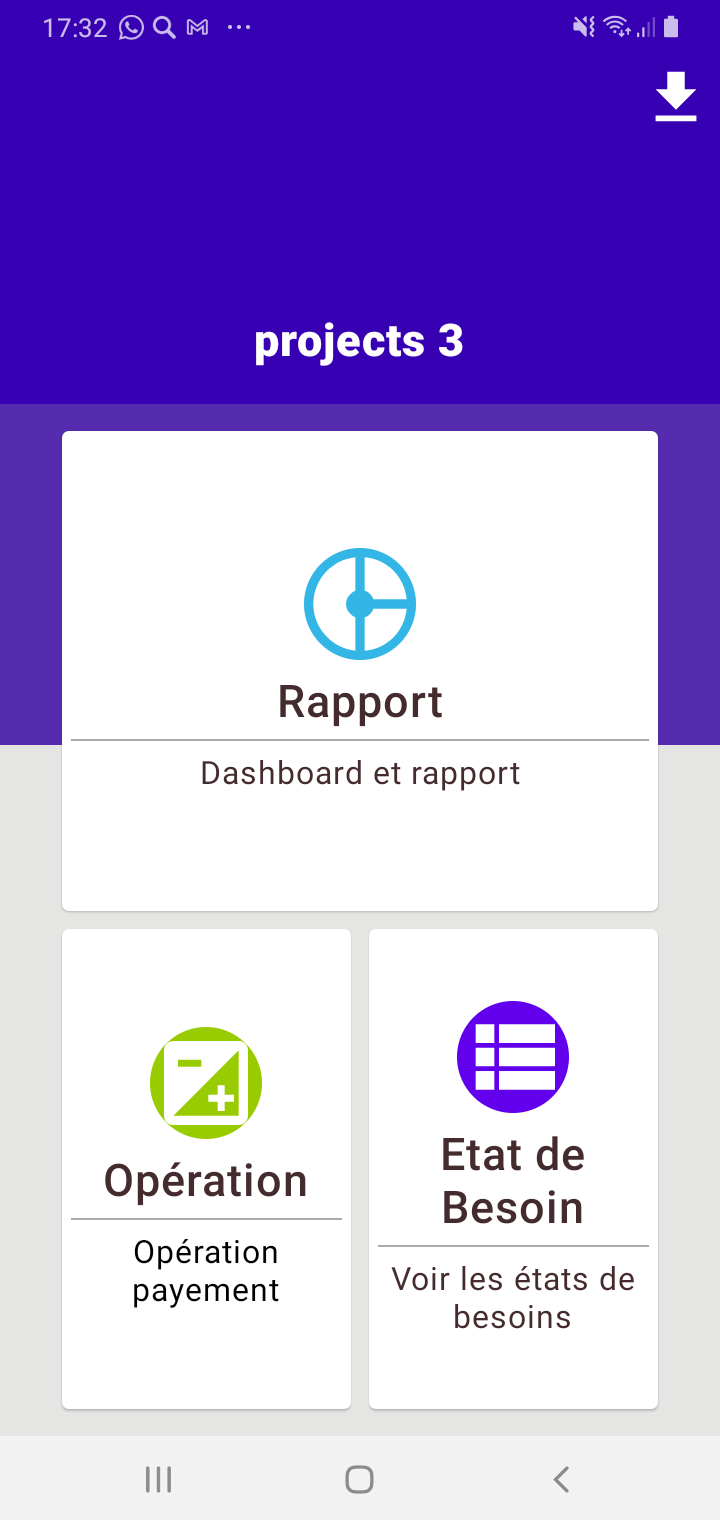 17:32
projects 3
Rapport
Dashboard et rapport
Opération
Opération
payement
Etat de
Besoin
Voir les états de
besoins